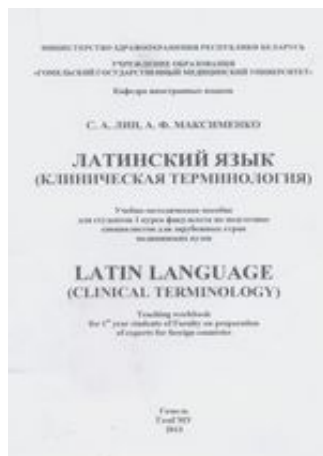 МИНИСТЕРСТВО ЗДРАВООХРАНЕНИЯ РЕСПУБЛИКИ БЕЛАРУСЬ
УЧРЕЖДЕНИЕ ОБРАЗОВАНИЯ
«ГОМЕЛЬСКИЙ ГОСУДАРСТВЕННЫЙ МЕДИЦИНСКИЙ УНИВЕРСИТЕТ»
Кафедра иностранных языков
С. А. ЛИН, А. Ф. МАКСИМЕНКО
ЛАТИНСКИЙ ЯЗЫК
(КЛИНИЧЕСКАЯ ТЕРМИНОЛОГИЯ)
Учебно-методическое пособие
для студентов 1 курса факультета по подготовке
специалистов для зарубежных стран
медицинских вузов
LATIN LANGUAGE
(CLINICAL TERMINOLOGY)
Teaching workbook
for 1st year students of Faculty on preparation
of experts for foreign countries
Гомель
ГомГМУ